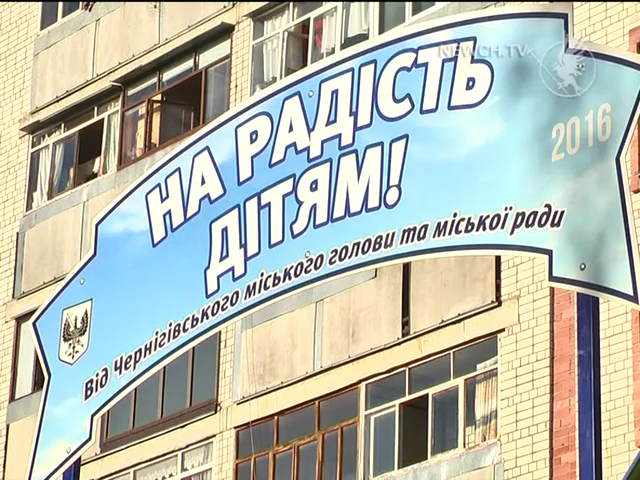 NEWCH.TV
НА РАДІСТЬ
ДІТЯМ!
2016
Від Чернігівського міського голови та міської ради